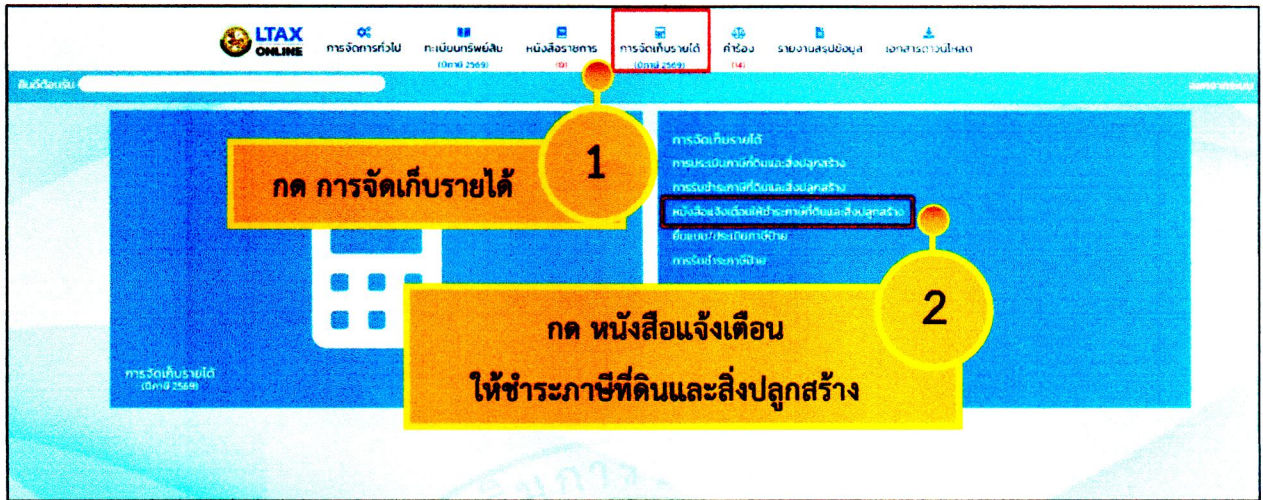 LTAX
ONLINE
การจัดการทั่วไป
ทะเบียนทรัพย์สิน
(ปีภาษี 2569)
หนังสือราชการ
การจัดเก็บรายได้
(ปีภาษี 2569)
คำร้อง
(14)
รายงานสรุปข้อมูล
เอกสารดาวน์โหลด
ยินดีต้อนรับ
ออกจากระบบ
1
กด การจัดเก็บรายได้
การจัดเก็บรายได้
การประเมินภาษีที่ดินและสิ่งปลูกสร้าง
การรับชำระภาษีที่ดินและสิ่งปลูกสร้าง
หนังสือแจ้งเตือนให้ชำระภาษีที่ดินและสิ่งปลูกสร้าง
ยื่นแบบ/ประเมินภาษีป้าย
การรับชำระภาษีป้าย
2
กด หนังสือแจ้งเตือน
ให้ชำระภาษีที่ดินและสิ่งปลูกสร้าง
การจัดเก็บรายได้
(ปีภาษี 2569)